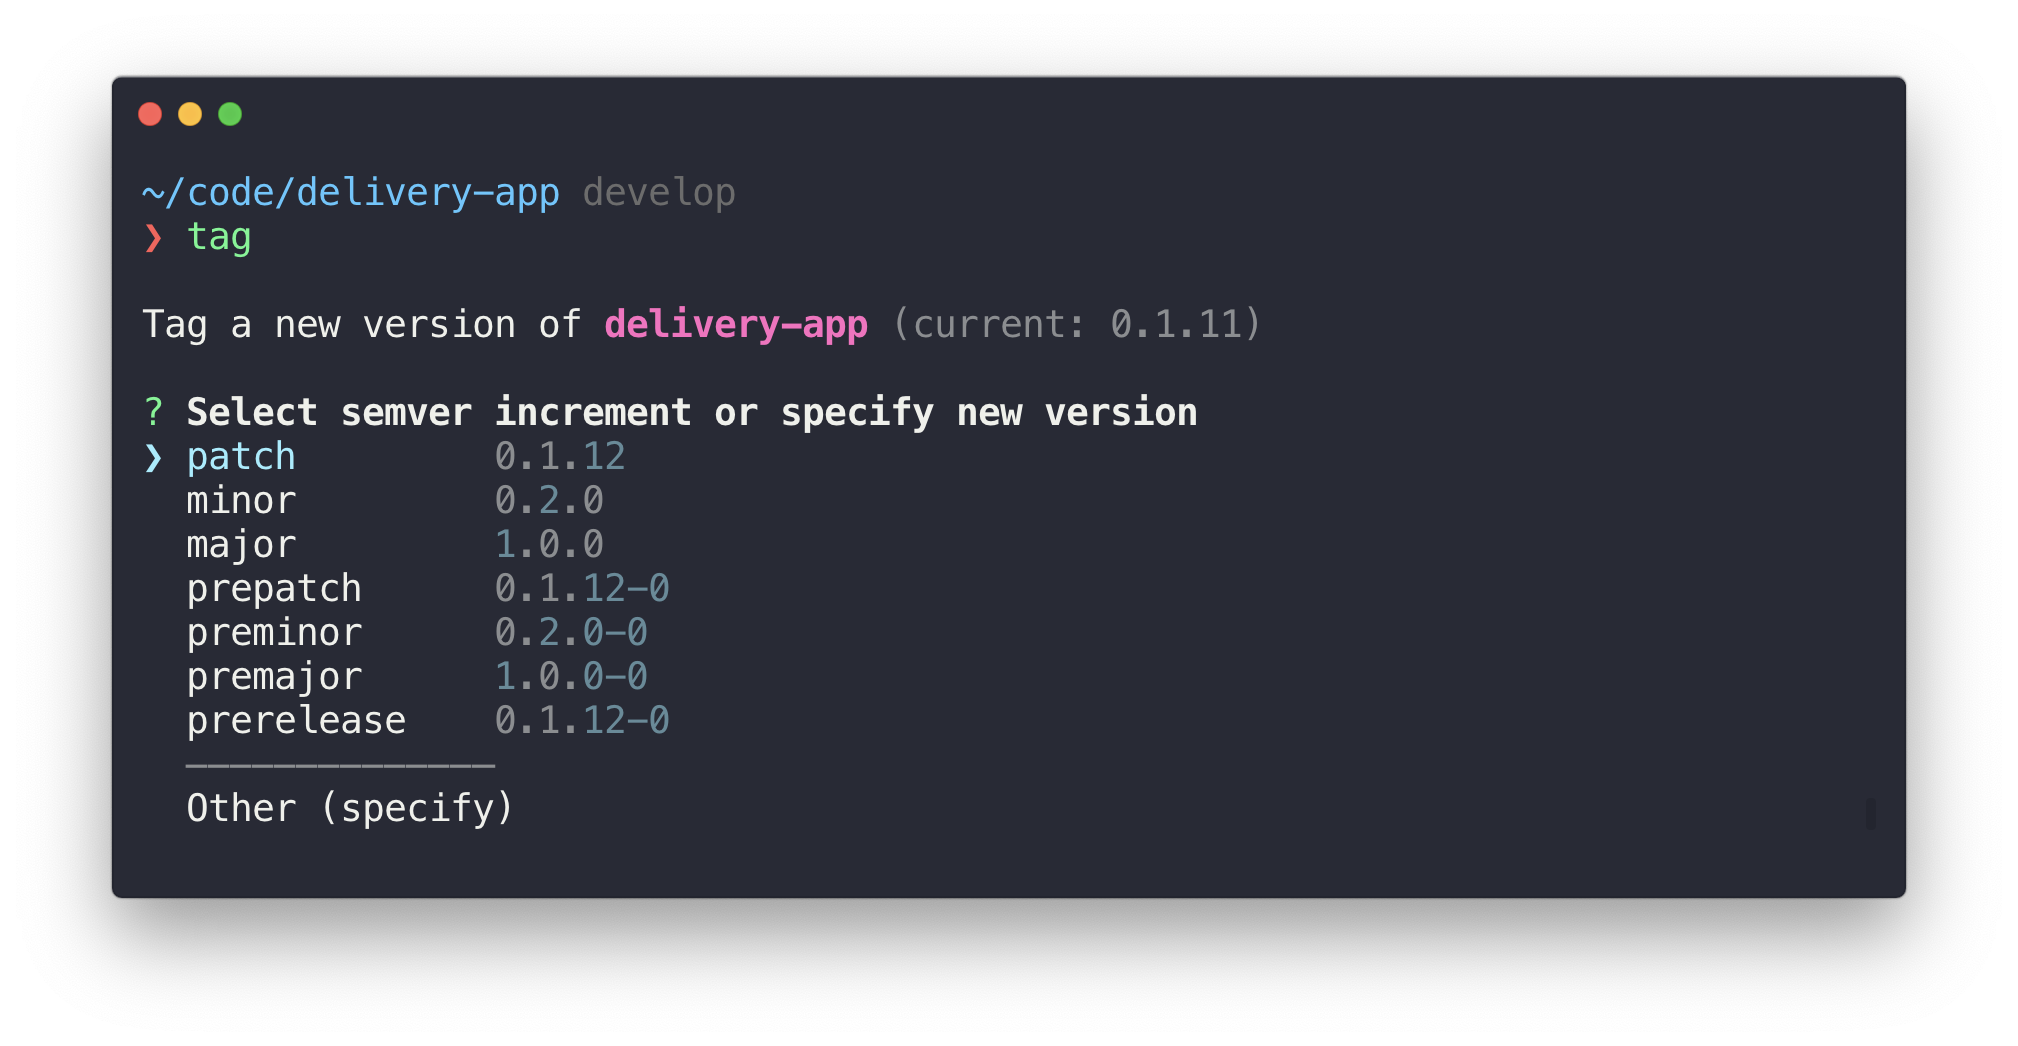 ~/code/delivery-app develop
❯ tag
Tag a new version of delivery-app (current: 0.1.11)
? Select semver increment or specify new version
❯ patch 0.1.12
minor 0.2.0
major 1.0.0
prepatch 0.1.12-0
preminor 0.2.0-0
premajor 1.0.0-0
prerelease 0.1.12-0
──────────────
Other (specify)